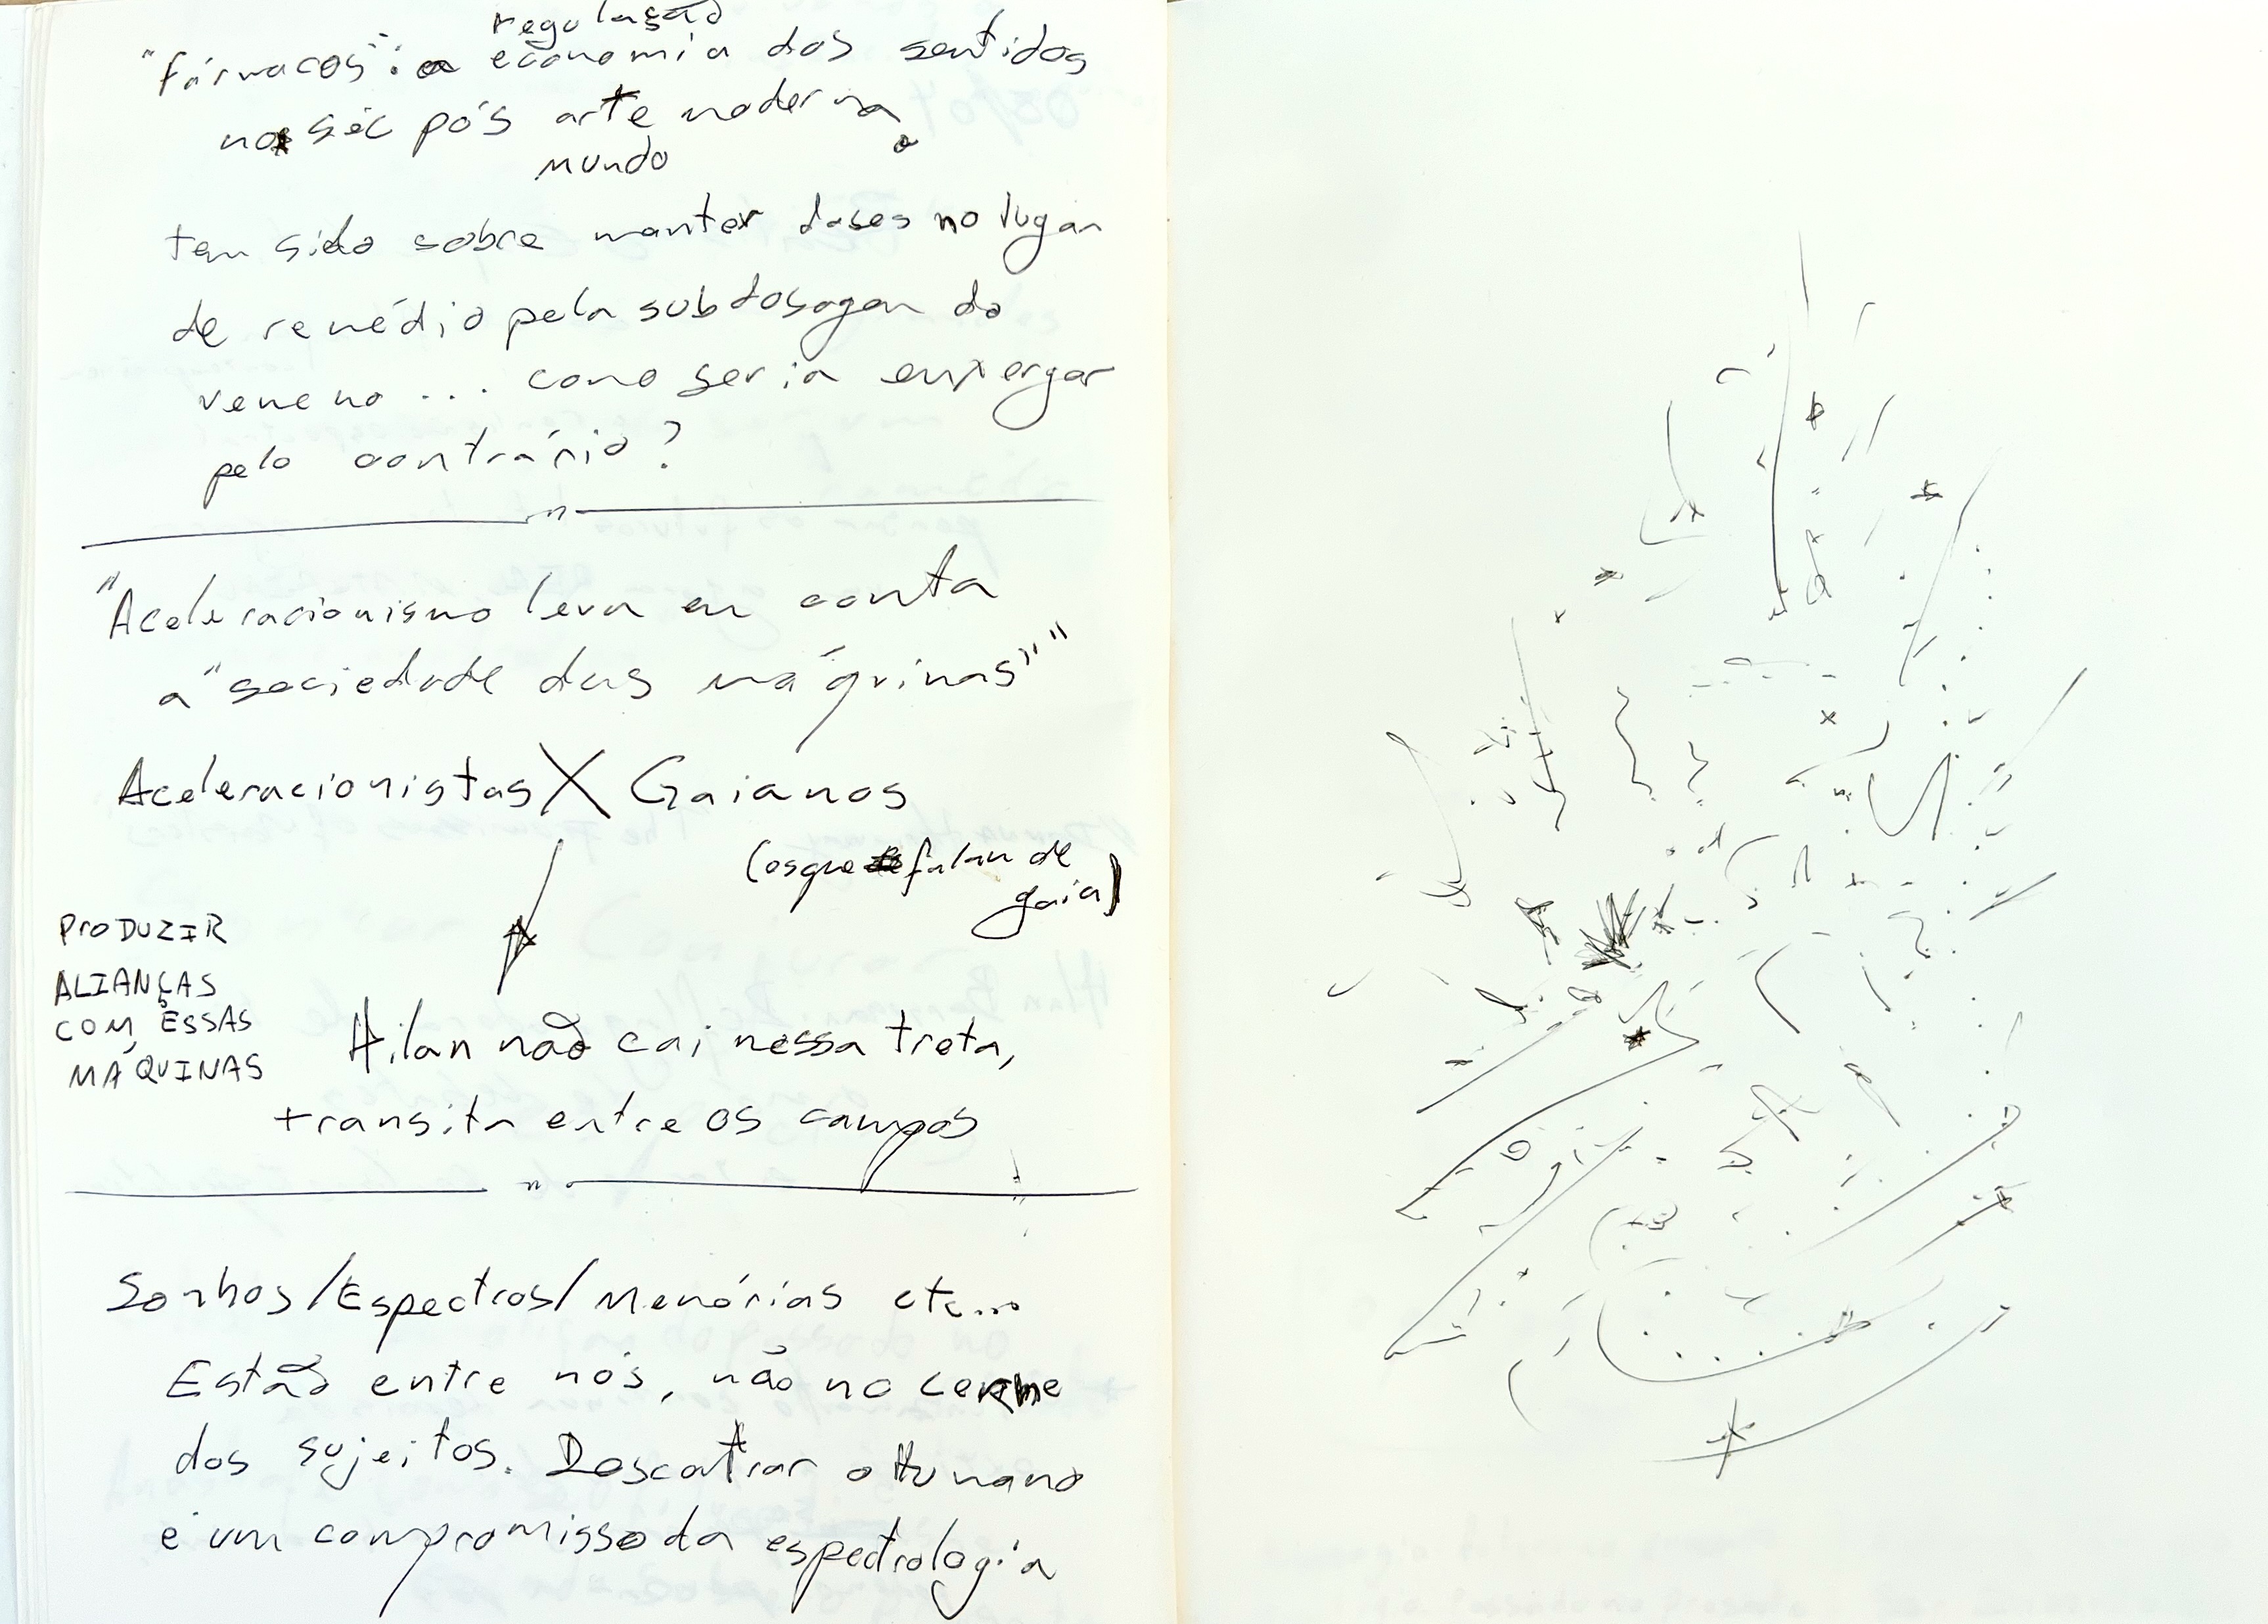 regulação
"fármacos": a economia dos sentidos
no séc pós arte moderna
mundo
tem sido sobre manter doses no lugar
de remédio pela subdosagem do
veneno... como seria enxergar
pelo contrário?
"Aceleracionismo leva em conta
a "sociedade das máquinas""
Aceleracionistas X Gaianos
(os que falam de
gaia)
PRODUZIR
ALIANÇAS
COM ESSAS
MÁQUINAS
Hilan não cai nessa treta,
transita entre os campos
Sonhos/Espectros/Memórias etc...
Estão entre nós, não no cerne
dos sujeitos. Descentrar o humano
é um compromisso da espectrologia